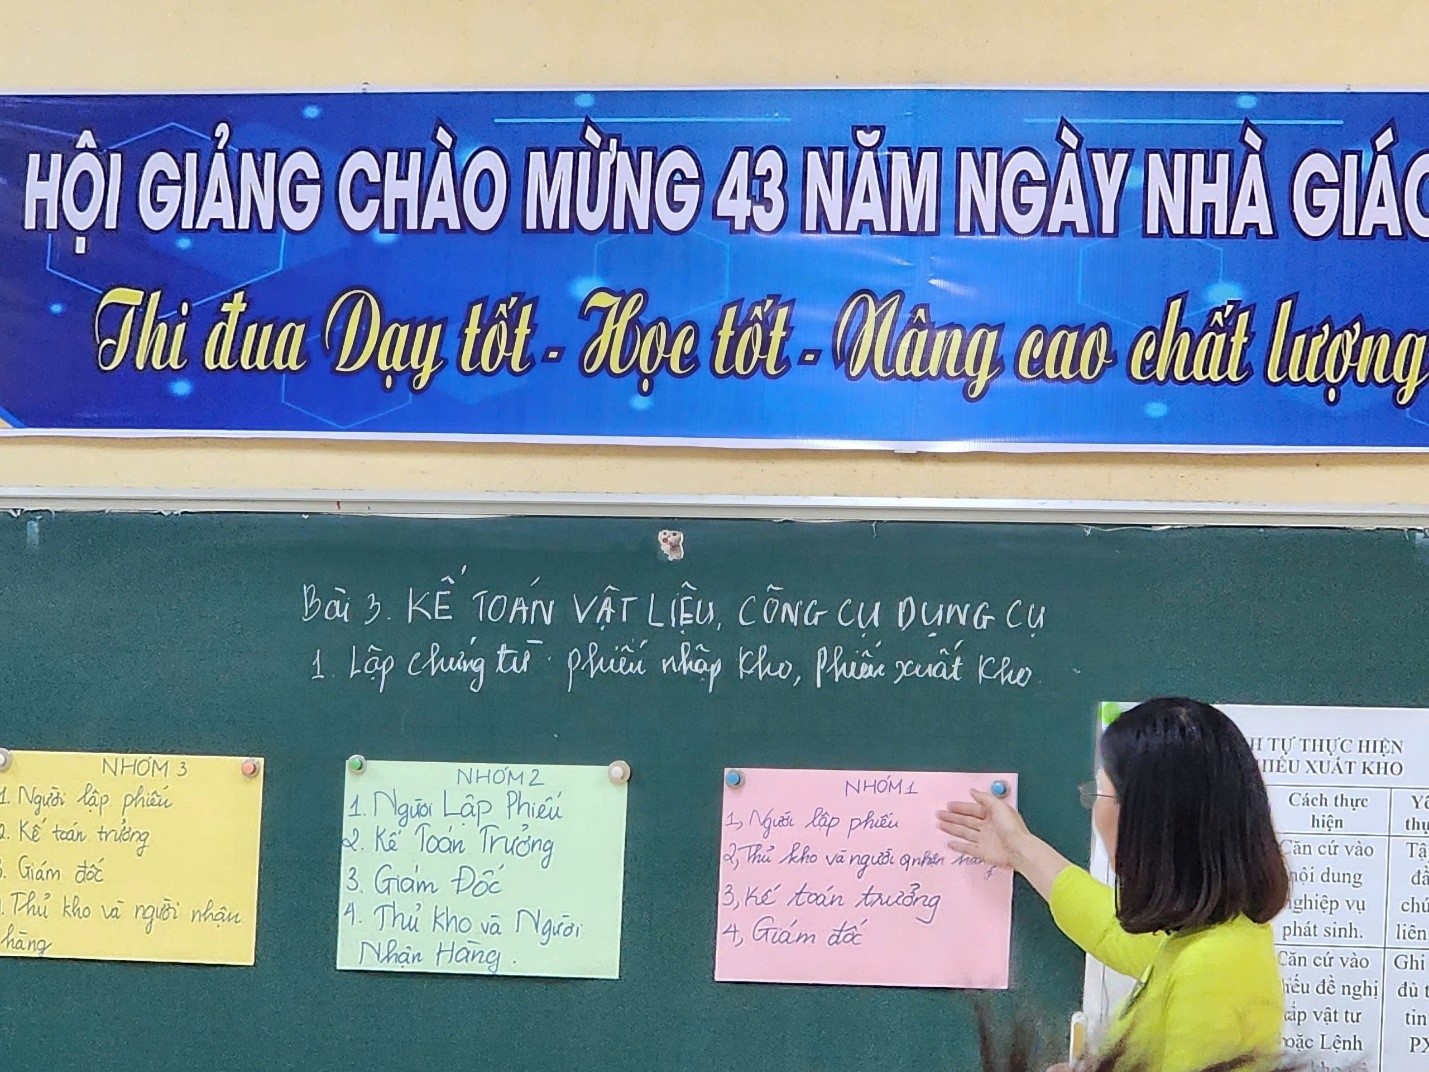 HỘI GIẢNG CHÀO MỪNG 43 NĂM NGÀY NHÀ GIÁO
Thi đua Dạy tốt - Học tốt - Nâng cao chất lượng
Bài 3. KẾ TOÁN VẬT LIỆU, CÔNG CỤ DỤNG CỤ
1. Lập chứng từ phiếu nhập kho, Phiếu xuất kho.
NHÓM 3
1. Người lập phiếu
2. Kế toán trưởng
3. Giám đốc
. Thủ kho và người nhận
hàng
NHÓM 2
1. Người Lập Phiếu
2. Kế Toán Trưởng
3. Giám Đốc
4. Thủ kho và Người
Nhận Hàng.
NHÓM 1
1, Người lập phiếu
2, Thủ kho và người nhận hàng
3, Kế toán trưởng
4, Giám đốc
TỰ THỰC HIỆN
PHIẾU XUẤT KHO
Cách thực
hiện
Căn cứ vào
nội dung
nghiệp vụ
phát sinh.
Căn cứ vào
phiếu đề nghị
cấp vật tư
hoặc Lệnh
Ghi